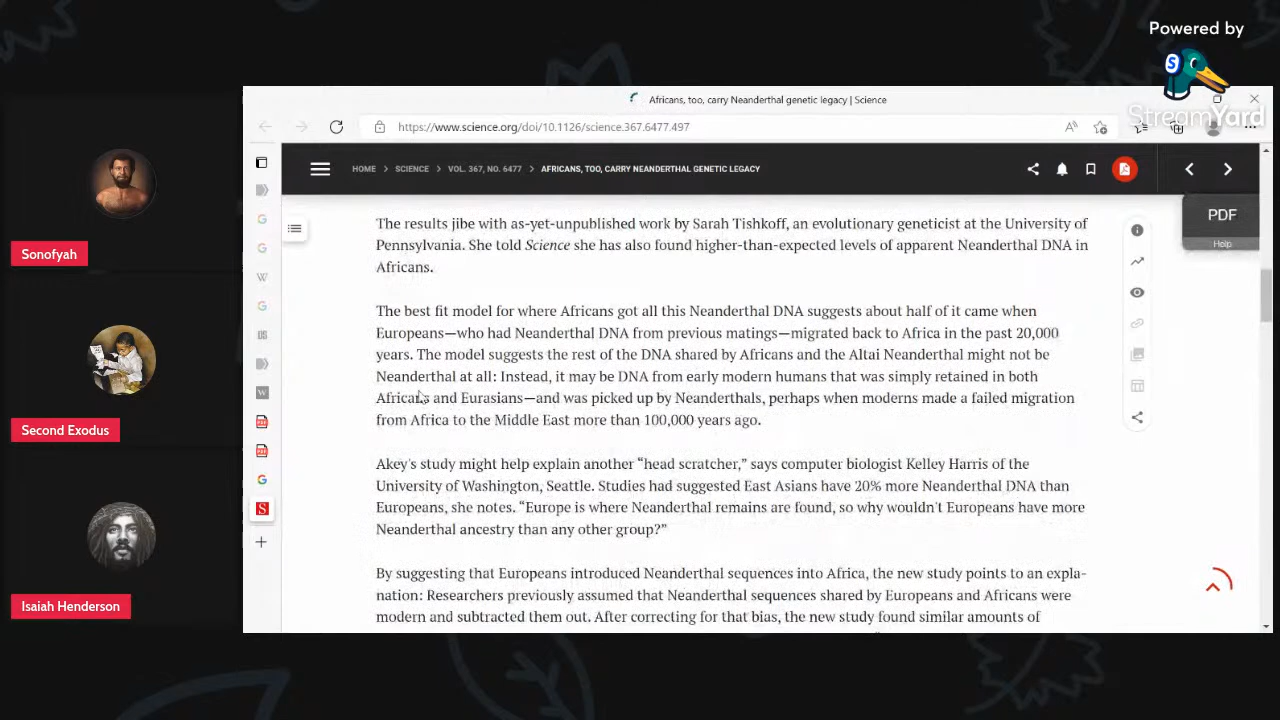 Powered by
StreamYard
Sonofyah
Second Exodus
Isaiah Henderson
Africans, too, carry Neanderthal genetic legacy | Science
https://www.science.org/doi/10.1126/science.367.6477.497
HOME > SCIENCE > VOL. 367, NO. 6477 > AFRICANS, TOO, CARRY NEANDERTHAL GENETIC LEGACY
PDF
Help
The results jibe with as-yet-unpublished work by Sarah Tishkoff, an evolutionary geneticist at the University of
Pennsylvania. She told Science she has also found higher-than-expected levels of apparent Neanderthal DNA in
Africans.
The best fit model for where Africans got all this Neanderthal DNA suggests about half of it came when
Europeans—who had Neanderthal DNA from previous matings—migrated back to Africa in the past 20,000
years. The model suggests the rest of the DNA shared by Africans and the Altai Neanderthal might not be
Neanderthal at all: Instead, it may be DNA from early modern humans that was simply retained in both
Africans and Eurasians—and was picked up by Neanderthals, perhaps when moderns made a failed migration
from Africa to the Middle East more than 100,000 years ago.
Akey's study might help explain another “head scratcher,” says computer biologist Kelley Harris of the
University of Washington, Seattle. Studies had suggested East Asians have 20% more Neanderthal DNA than
Europeans, she notes. “Europe is where Neanderthal remains are found, so why wouldn't Europeans have more
Neanderthal ancestry than any other group?”
By suggesting that Europeans introduced Neanderthal sequences into Africa, the new study points to an expla-
nation: Researchers previously assumed that Neanderthal sequences shared by Europeans and Africans were
modern and subtracted them out. After correcting for that bias, the new study found similar amounts of